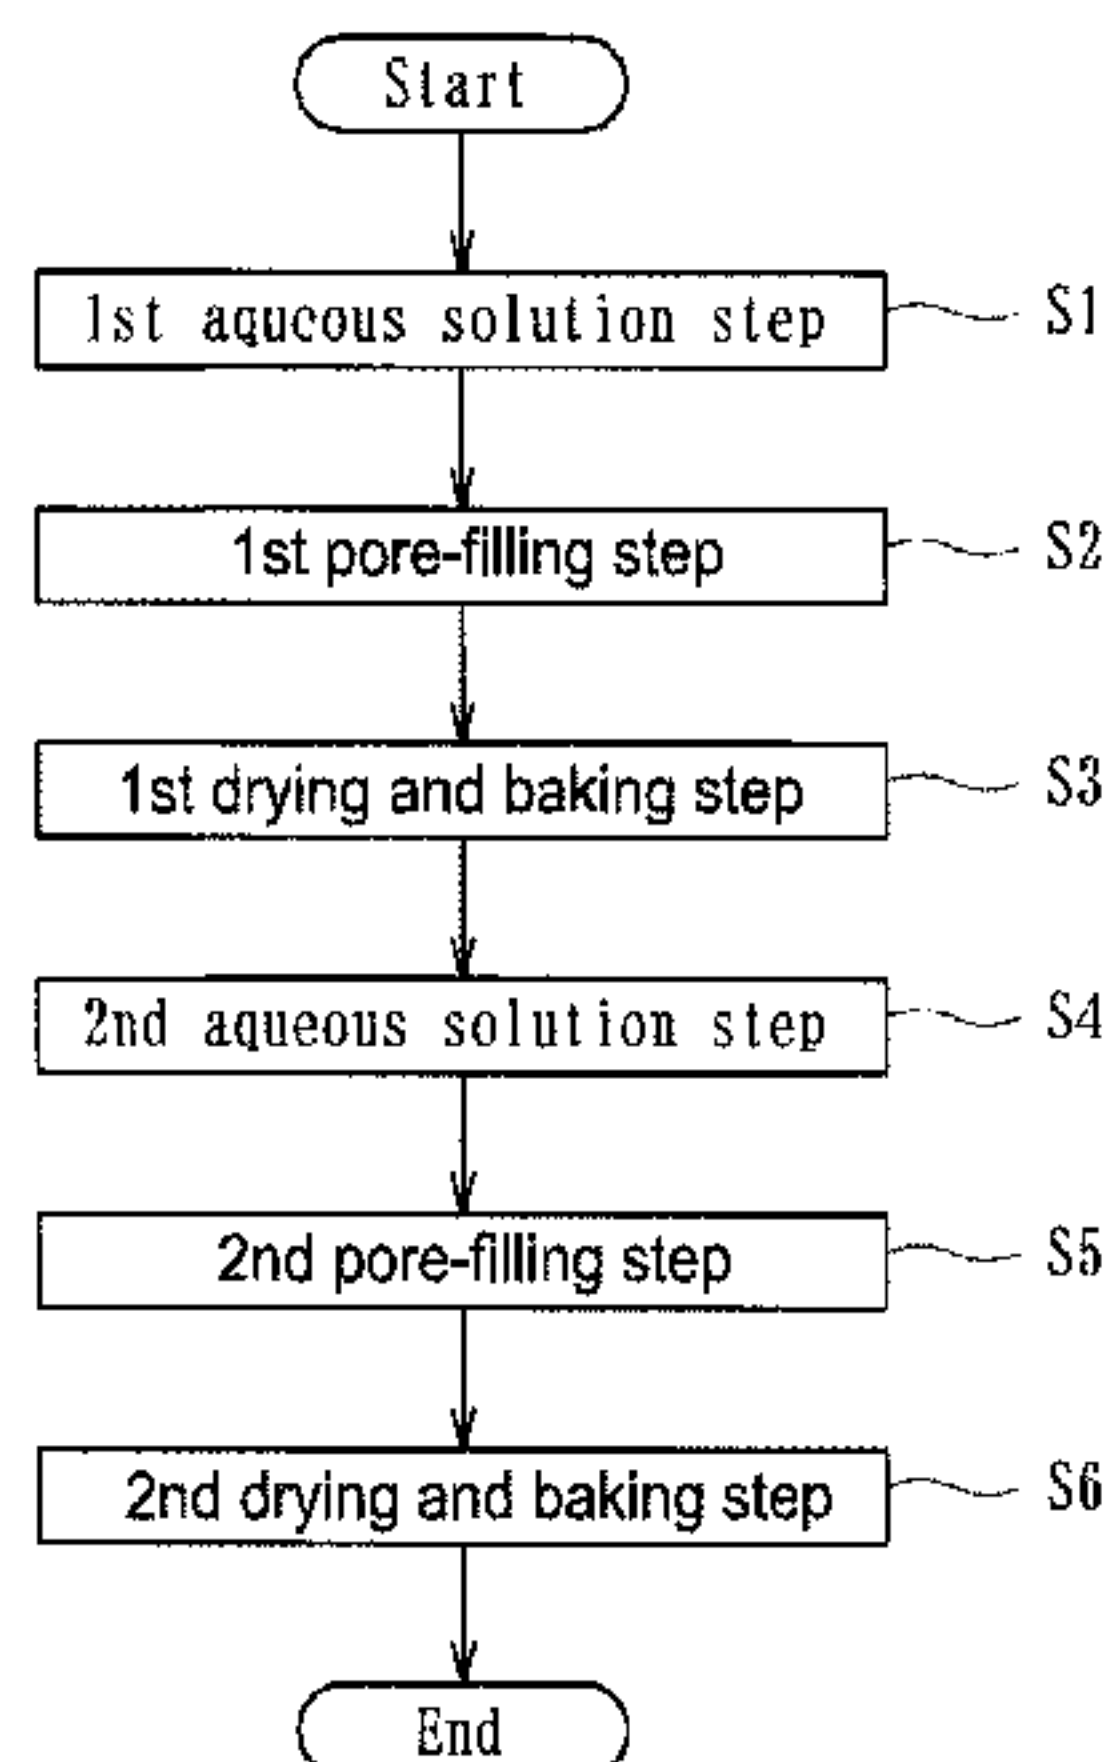 Start
1st aqueous solution step S1
1st pore-filling step S2
1st drying and baking step S3
2nd aqueous solution step S4
2nd pore-filling step S5
2nd drying and baking step S6
End